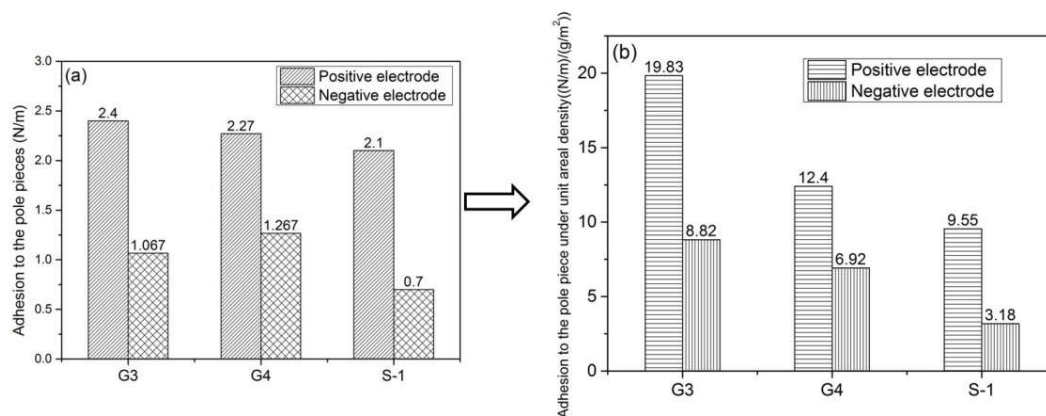 (a)
Positive electrode
Negative electrode
Adhesion to the pole pieces (N/m)
3.0
2.5
2.0
1.5
1.0
0.5
0.0
2.4
1.067
2.27
1.267
2.1
0.7
G3 G4 S-1
(b)
Positive electrode
Negative electrode
Adhesion to the pole piece under unit areal density((N/m)/(g/m²))
20
15
10
5
0
19.83
8.82
12.4
6.92
9.55
3.18
G3 G4 S-1